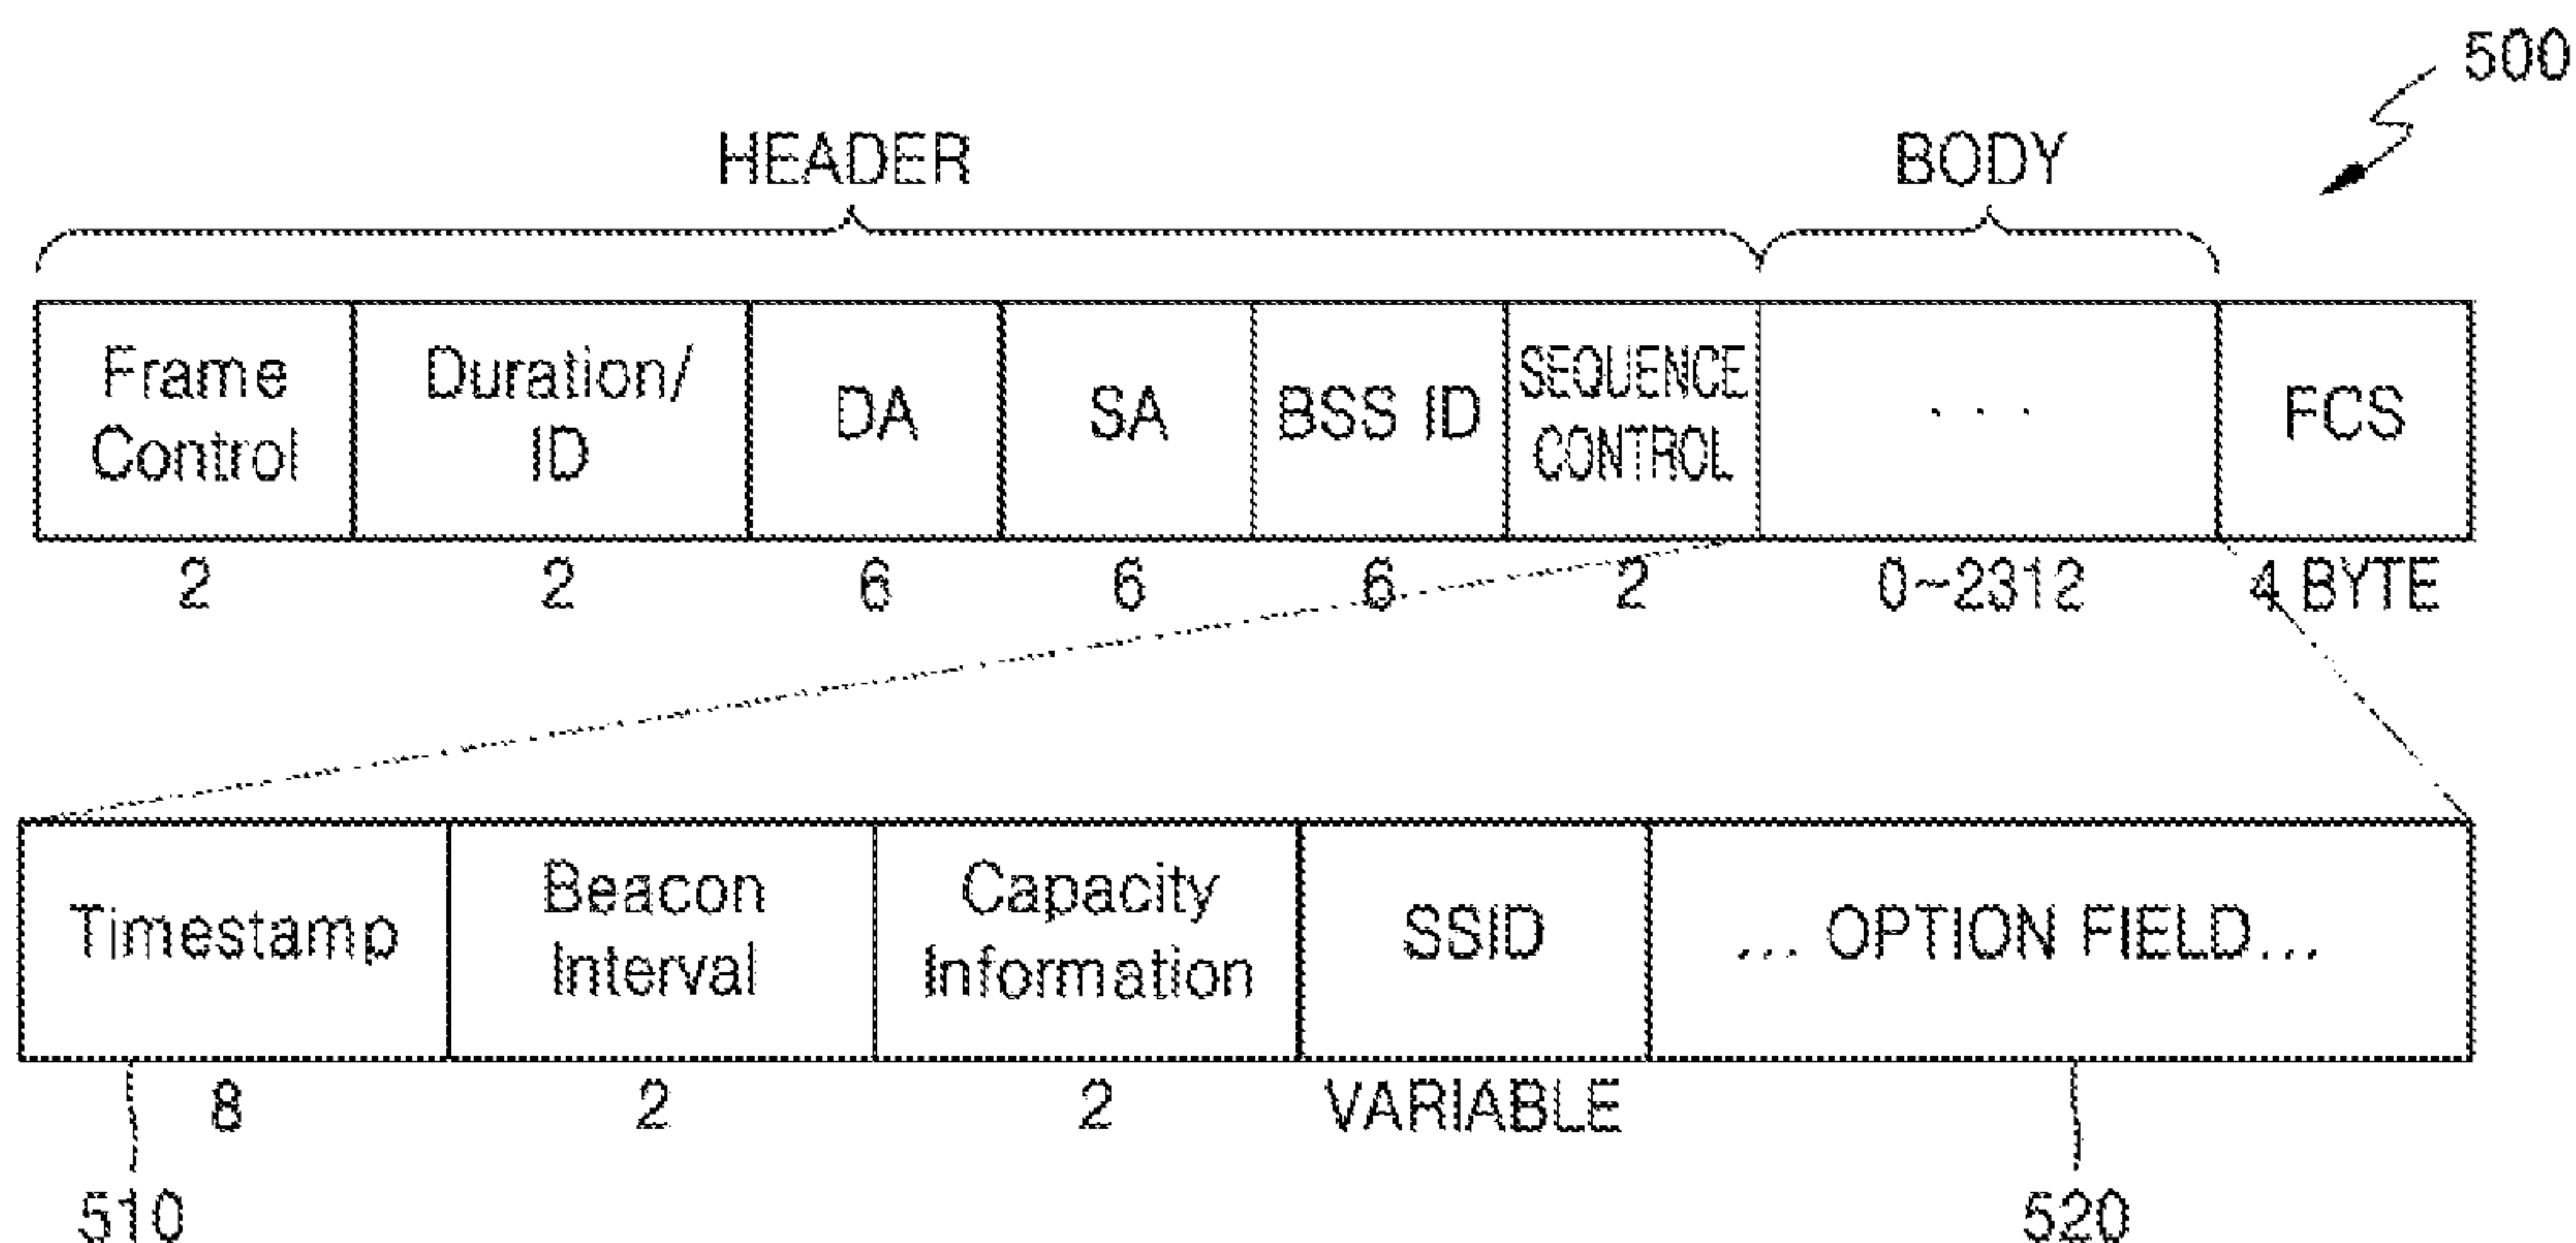 500
HEADER
BODY
Frame
Control
Duration/
ID
DA
SA
BSS ID
SEQUENCE
CONTROL
. . .
FCS
2
2
6
6
6
2
0~2312
4 BYTE
Timestamp
Beacon
Interval
Capacity
Information
SSID
... OPTION FIELD...
8
2
2
VARIABLE
510
520